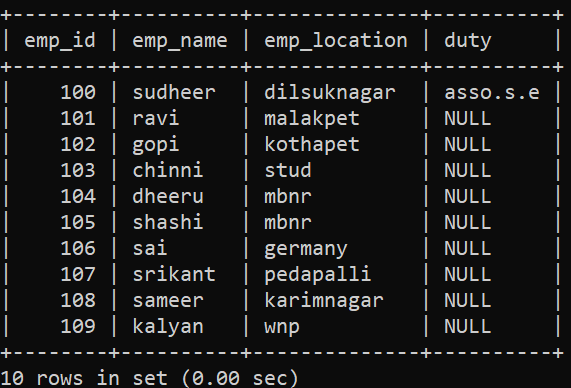 +--------+----------+--------------+----------+
| emp_id | emp_name | emp_location | duty     |
+--------+----------+--------------+----------+
|    100 | sudheer  | dilsuknagar  | asso.s.e |
|    101 | ravi     | malakpet     | NULL     |
|    102 | gopi     | kothapet     | NULL     |
|    103 | chinni   | stud         | NULL     |
|    104 | dheeru   | mbnr         | NULL     |
|    105 | shashi   | mbnr         | NULL     |
|    106 | sai      | germany      | NULL     |
|    107 | srikant  | pedapalli    | NULL     |
|    108 | sameer   | karimnagar   | NULL     |
|    109 | kalyan   | wnp          | NULL     |
+--------+----------+--------------+----------+
10 rows in set (0.00 sec)